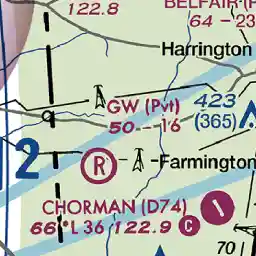 122.8
BELFAIR (P
64 - 23
Harrington
GW (Pvt)
50 - - 16
423
(365)
2
R
Farmington
CHORMAN (D74)
66 *L 36 122.9 C
70